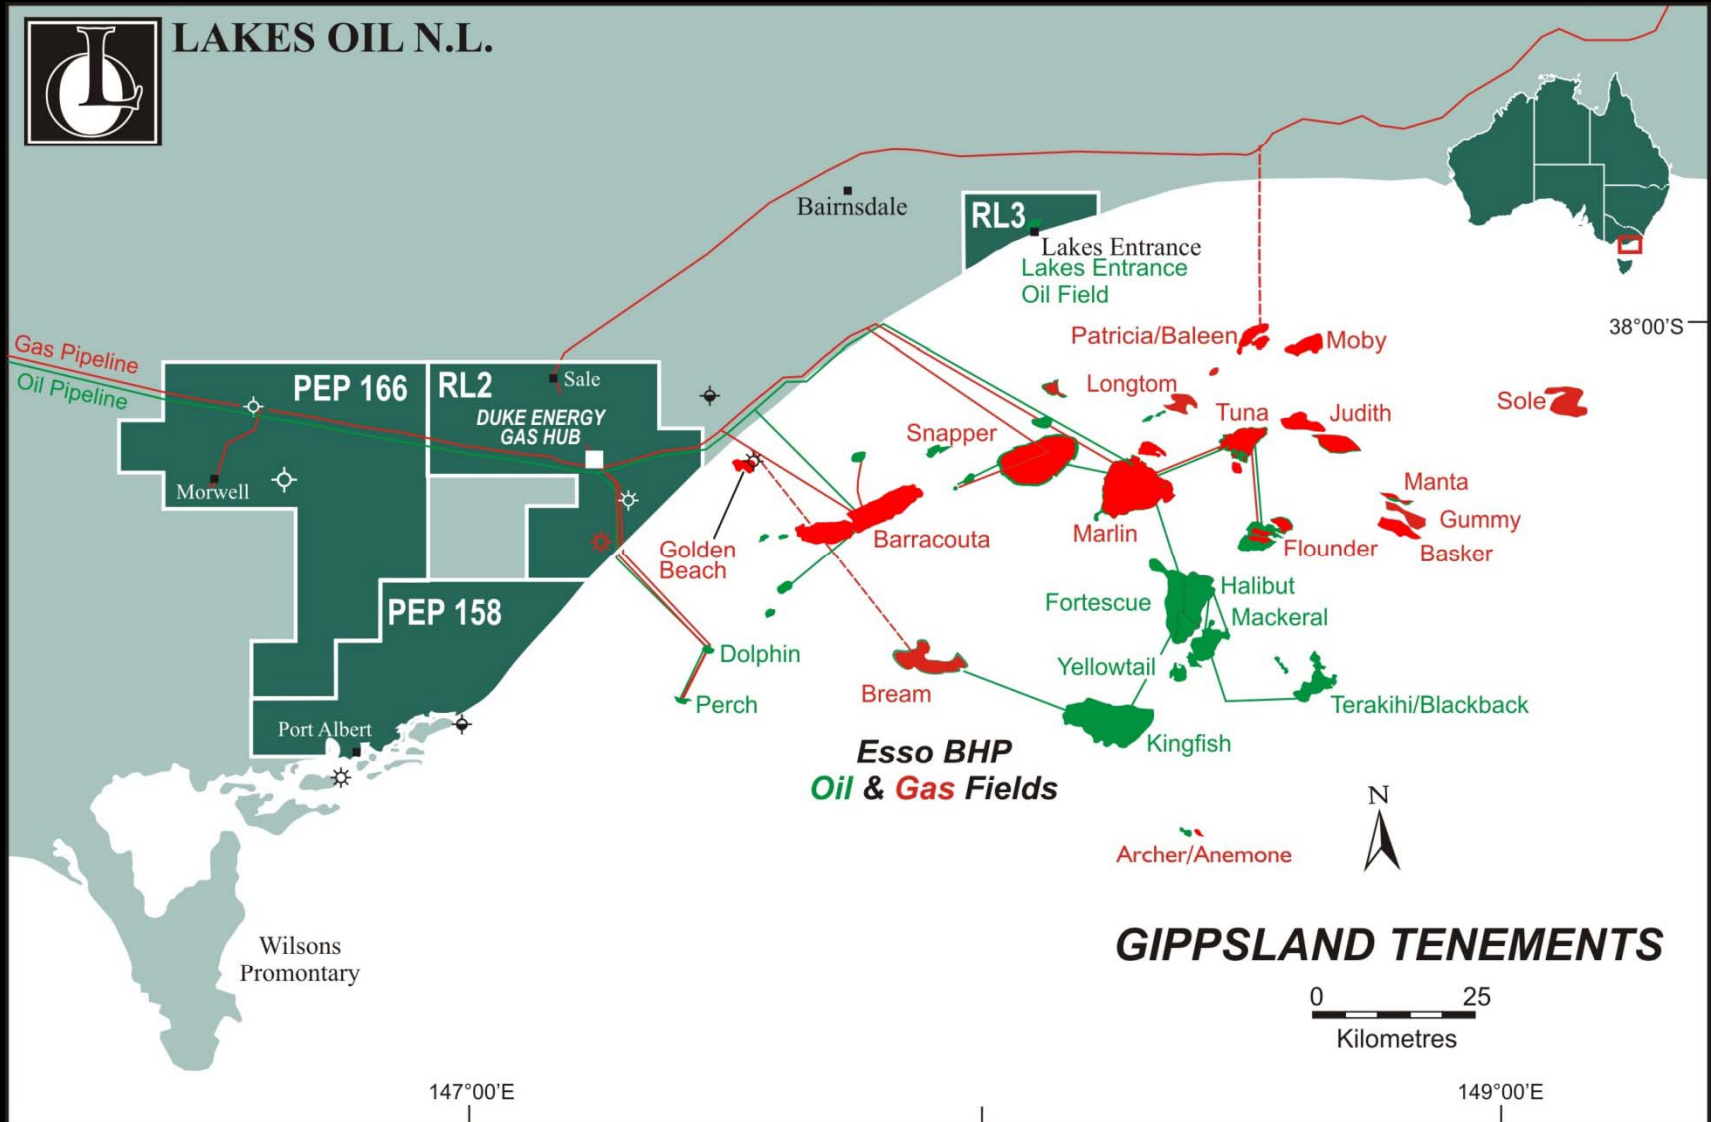 LAKES OIL N.L.
Bairnsdale
RL3
Lakes Entrance
Lakes Entrance
Oil Field
38°00'S
Gas Pipeline
Oil Pipeline
PEP 166
RL2
Sale
DUKE ENERGY
GAS HUB
Morwell
Patricia/Baleen
Moby
Longtom
Sole
Tuna
Judith
Snapper
Manta
Gummy
Basker
Marlin
Flounder
Barracouta
Golden
Beach
PEP 158
Halibut
Fortescue
Mackeral
Dolphin
Yellowtail
Perch
Bream
Terakihi/Blackback
Port Albert
Kingfish
Esso BHP
Oil & Gas Fields
N
Archer/Anemone
Wilsons
Promontary
GIPPSLAND TENEMENTS
0 25
Kilometres
147°00'E
149°00'E